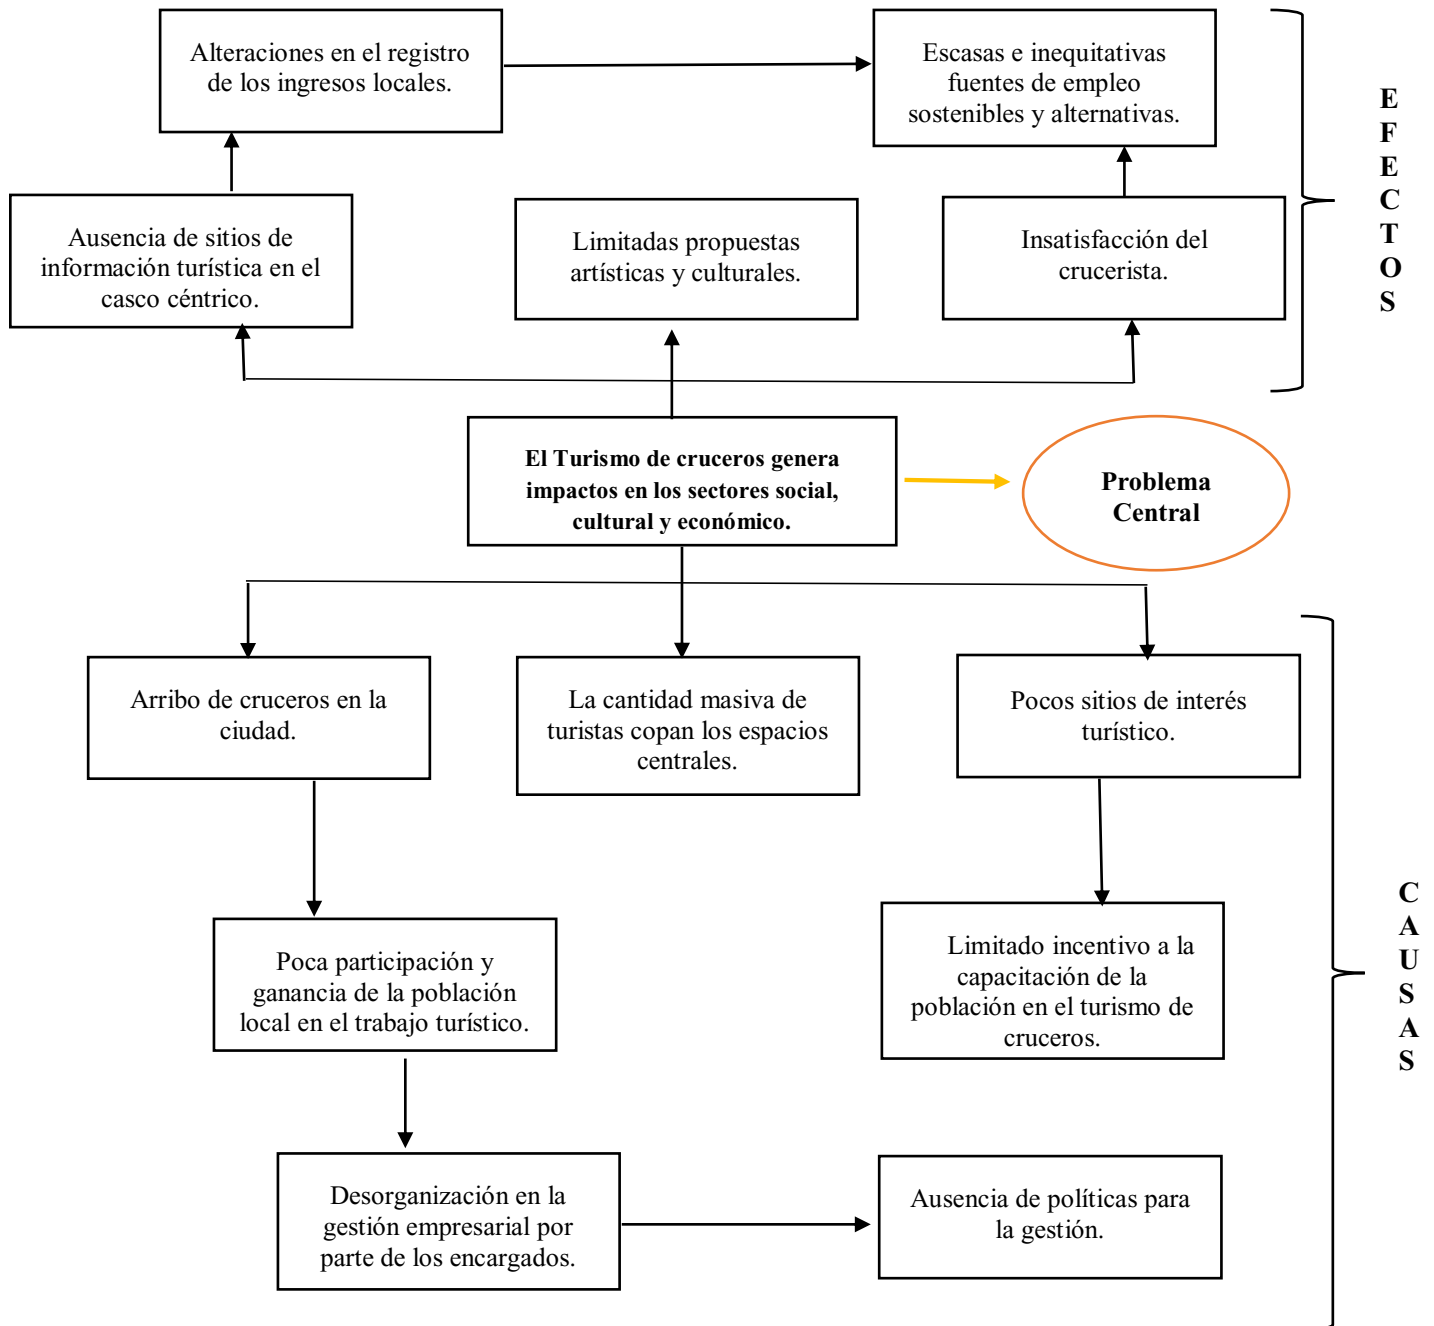 Alteraciones en el registro
de los ingresos locales.
Escasas e inequitativas
fuentes de empleo
sostenibles y alternativas.
Ausencia de sitios de
información turística en el
casco céntrico.
Limitadas propuestas
artísticas y culturales.
Insatisfacción del
crucerista.
E
F
E
C
T
O
S
El Turismo de cruceros genera
impactos en los sectores social,
cultural y económico.
Problema
Central
Arribo de cruceros en la
ciudad.
La cantidad masiva de
turistas copan los espacios
centrales.
Pocos sitios de interés
turístico.
Poca participación y
ganancia de la población
local en el trabajo turístico.
Limitado incentivo a la
capacitación de la
población en el turismo de
cruceros.
Desorganización en la
gestión empresarial por
parte de los encargados.
Ausencia de políticas para
la gestión.
C
A
U
S
A
S